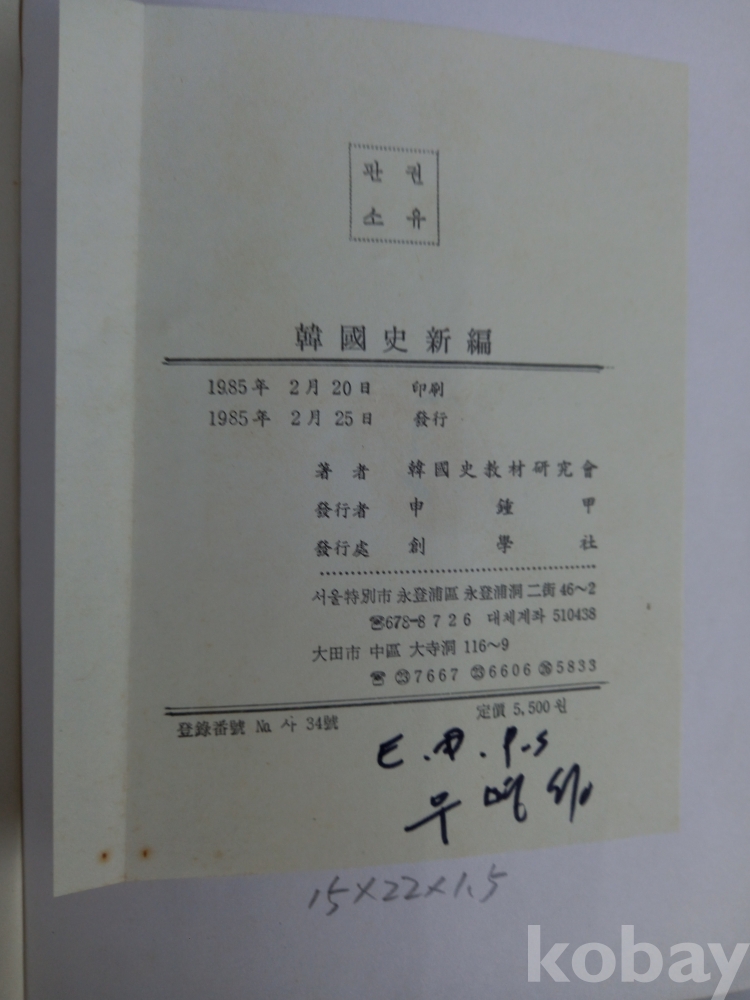 판권
소유
韓國史新編
1985年 2月 20日 印刷
1985年 2月 25日 發行
著者 韓國史教材硏究會
發行者 申鍾甲
發行處 創學社
서울特別市 永登浦區 永登浦洞 二街 46～2
☎678-8726 대체계좌 510438
大田市 中區 大寺洞 116～9
☎ ㉓7667 ㉓6606 ㉖5833
登錄番號 No. 사 34號
定價 5,500원
15×22×1.5
kobay